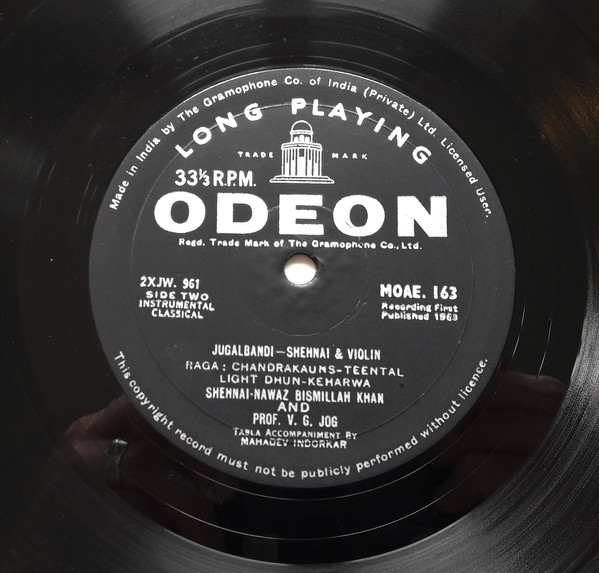 Made in India by The Gramophone Co. of India (Private) Ltd. Licensed User.
LONG PLAYING
TRADE MARK
33⅓ R.P.M.
ODEON
Regd. Trade Mark of The Gramophone Co., Ltd.
2XJW. 961
SIDE TWO
INSTRUMENTAL
CLASSICAL
MOAE. 163
Recording First
Published 1963
JUGALBANDI—SHEHNAI & VIOLIN
RAGA: CHANDRAKAUNS-TEENTAL
LIGHT DHUN-KEHARWA
SHEHNAI-NAWAZ BISMILLAH KHAN
AND
PROF. V. G. JOG
TABLA ACCOMPANIMENT BY
MAHADEV INDORKAR
This copyright record must not be publicly performed without licence.